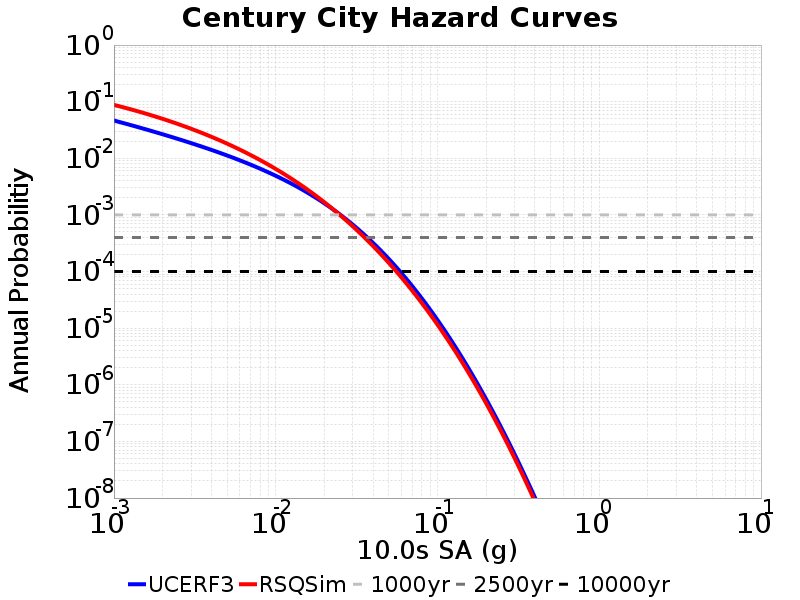 Century City Hazard Curves
Annual Probabilitiy
10^0
10^-1
10^-2
10^-3
10^-4
10^-5
10^-6
10^-7
10^-8
10^-3 10^-2 10^-1 10^0 10^1
10.0s SA (g)
UCERF3 RSQSim 1000yr 2500yr 10000yr